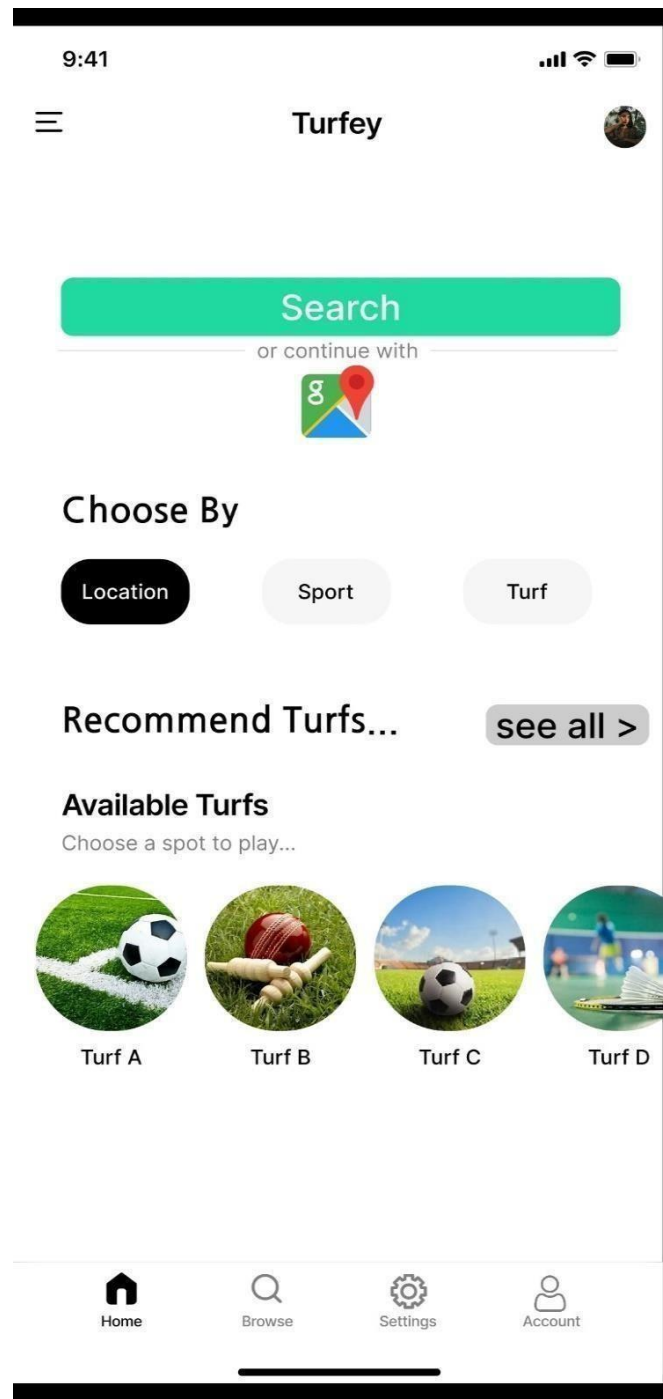 9:41
Turfey
Search
or continue with
g
Choose By
Location Sport Turf
Recommend Turfs... see all >
Available Turfs
Choose a spot to play...
Turf A Turf B Turf C Turf D
Home Browse Settings Account